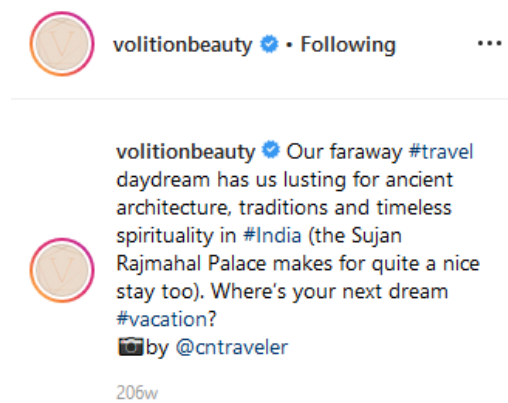 volitionbeauty • Following •••
volitionbeauty Our faraway #travel
daydream has us lusting for ancient
architecture, traditions and timeless
spirituality in #India (the Sujan
Rajmahal Palace makes for quite a nice
stay too). Where's your next dream
#vacation?
📷by @cntraveler
206w